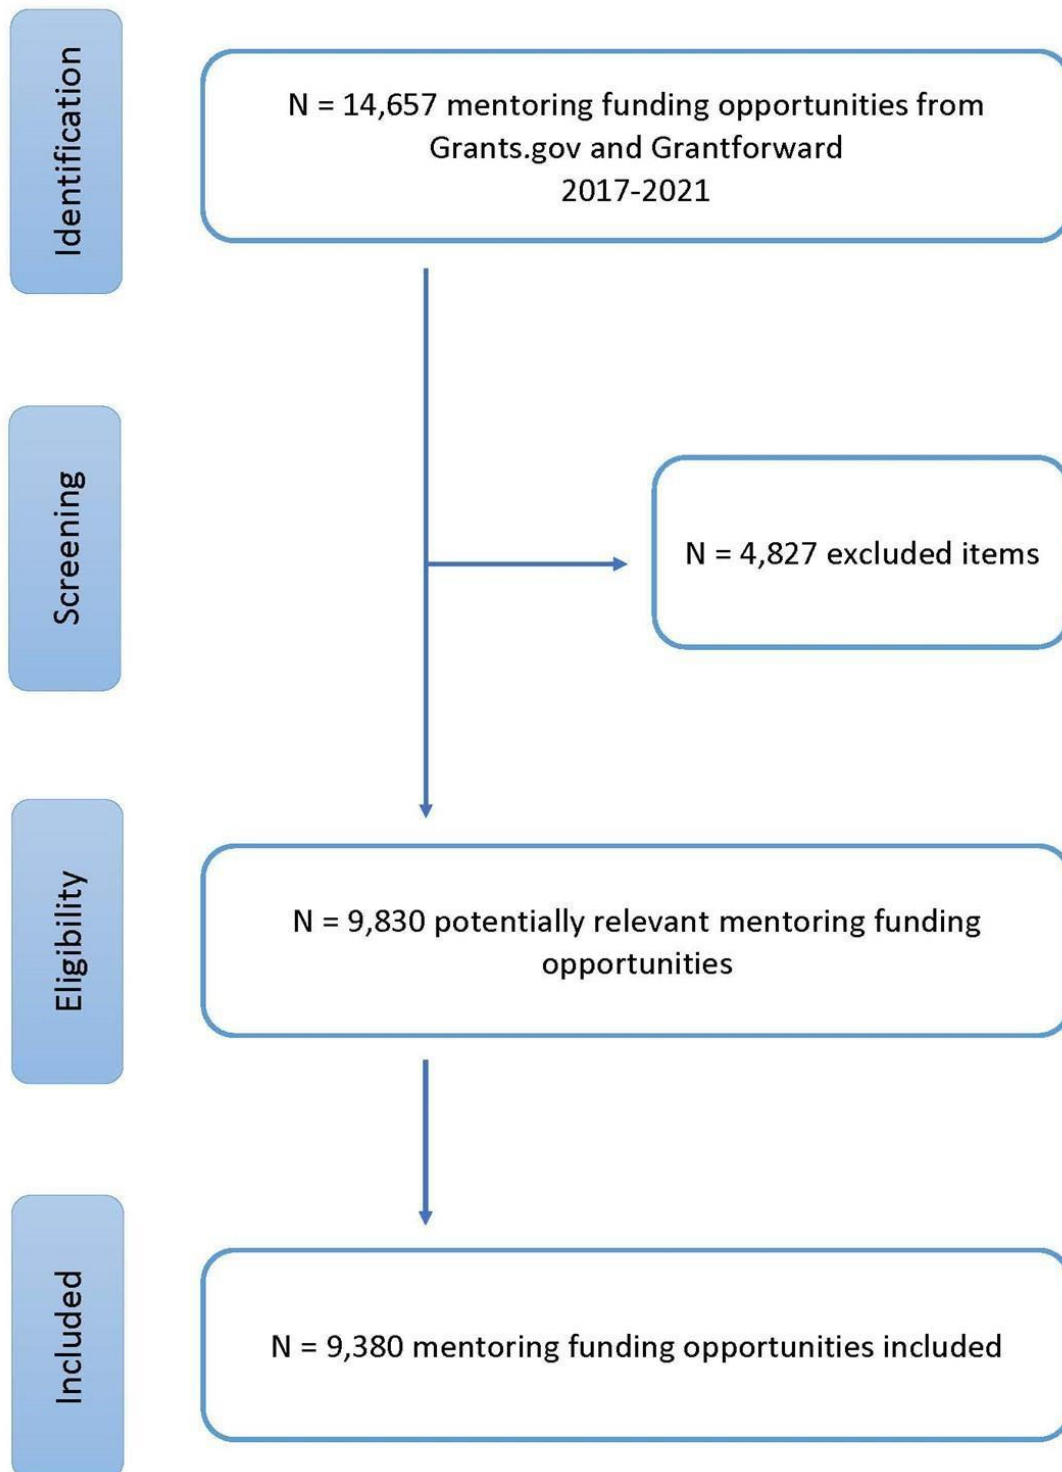 Identification
N = 14,657 mentoring funding opportunities from
Grants.gov and Grantforward
2017-2021
Screening
N = 4,827 excluded items
Eligibility
N = 9,830 potentially relevant mentoring funding
opportunities
Included
N = 9,380 mentoring funding opportunities included